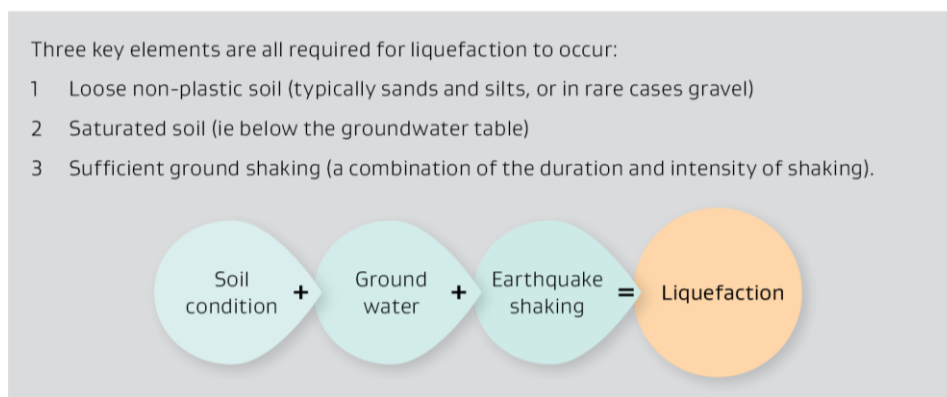 Three key elements are all required for liquefaction to occur:
1 Loose non-plastic soil (typically sands and silts, or in rare cases gravel)
2 Saturated soil (ie below the groundwater table)
3 Sufficient ground shaking (a combination of the duration and intensity of shaking).
Soil
condition
+
Ground
water
+
Earthquake
shaking
=
Liquefaction